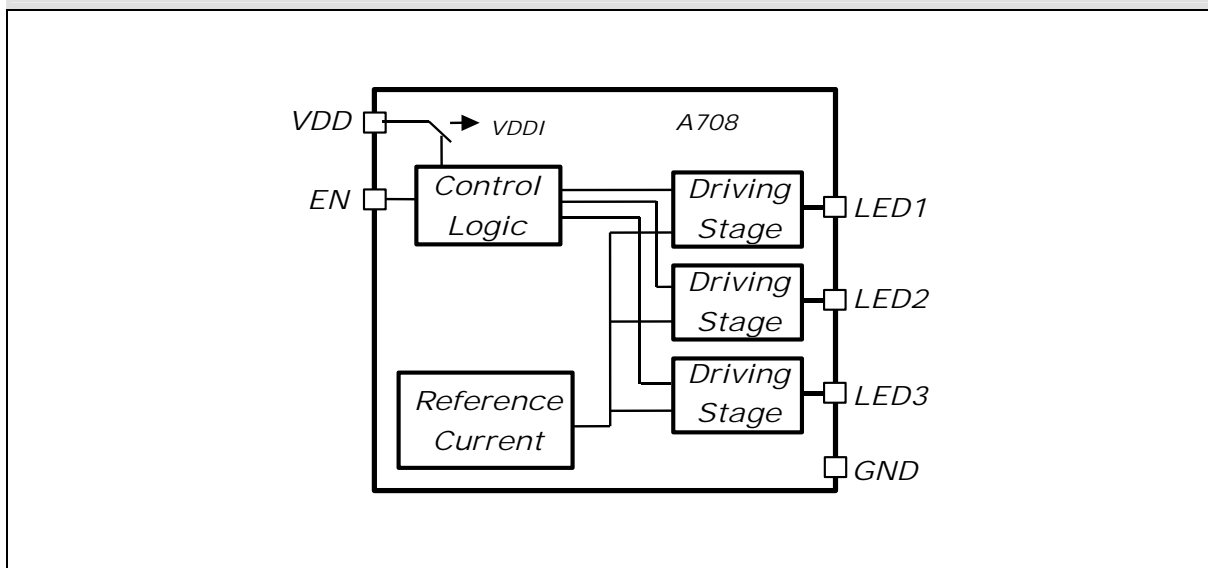 VDD
VDDI
A708
EN
Control
Logic
Driving
Stage
LED1
Driving
Stage
LED2
Driving
Stage
LED3
Reference
Current
GND